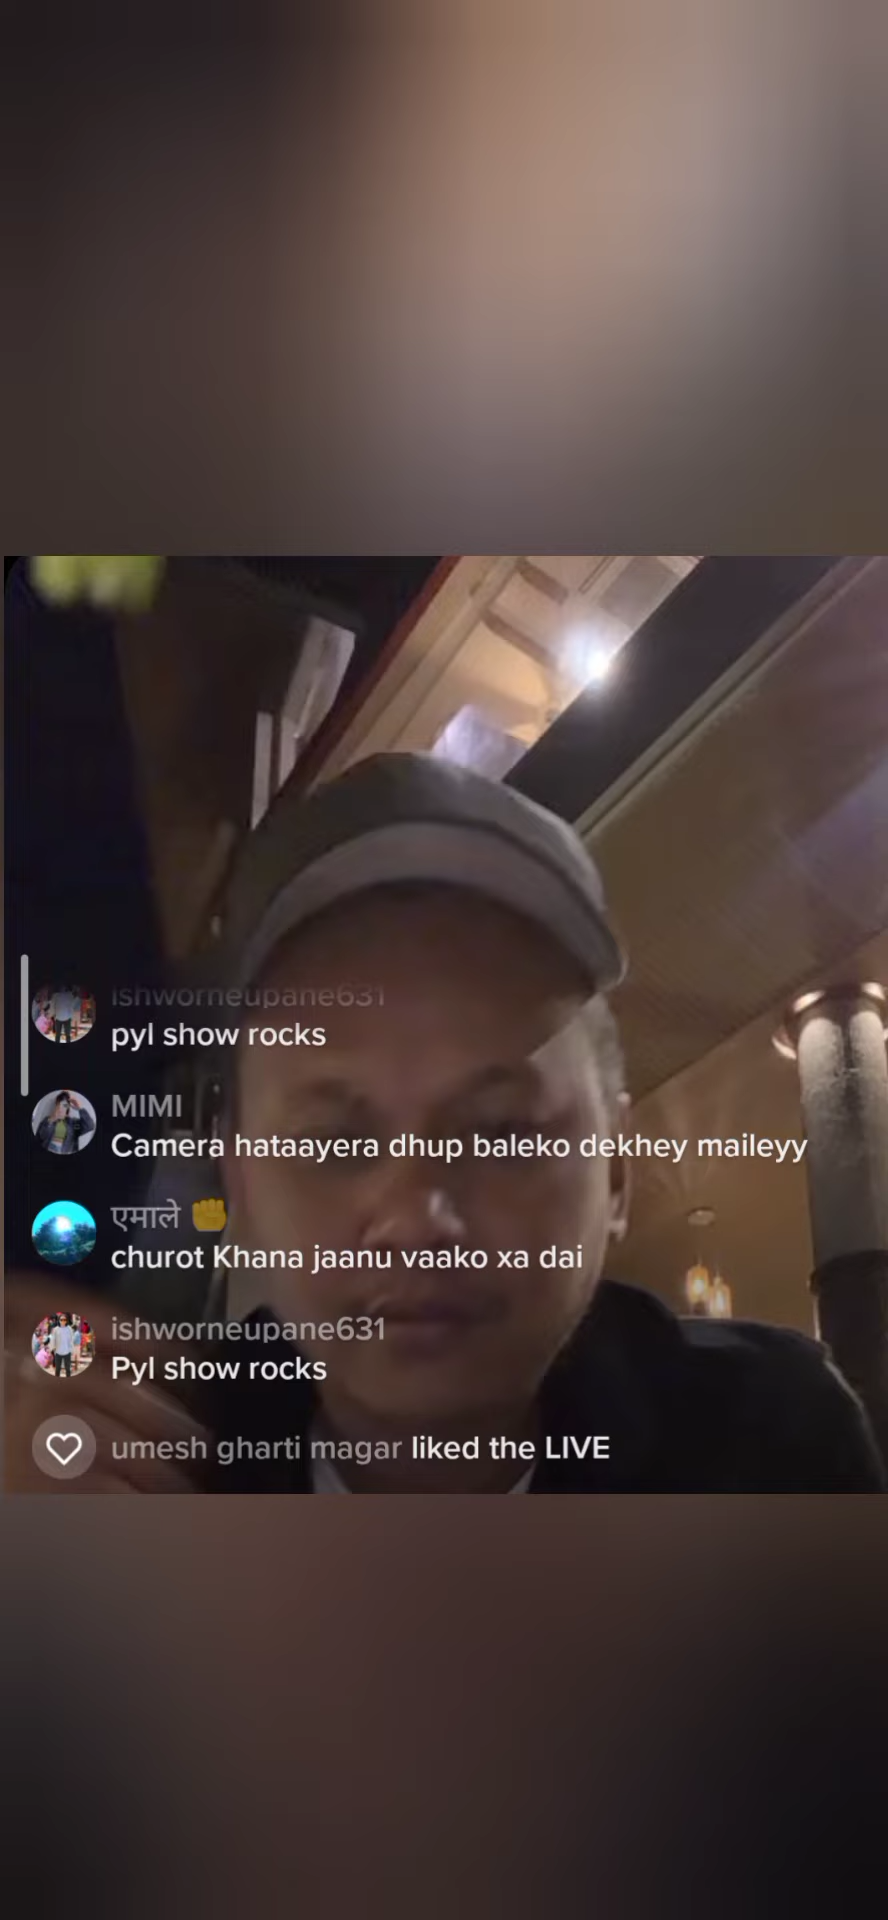 ishworneupane631
pyl show rocks
MIMI
Camera hataayera dhup baleko dekhey maileyy
एमाले ✊
churot Khana jaanu vaako xa dai
ishworneupane631
Pyl show rocks
umesh gharti magar liked the LIVE